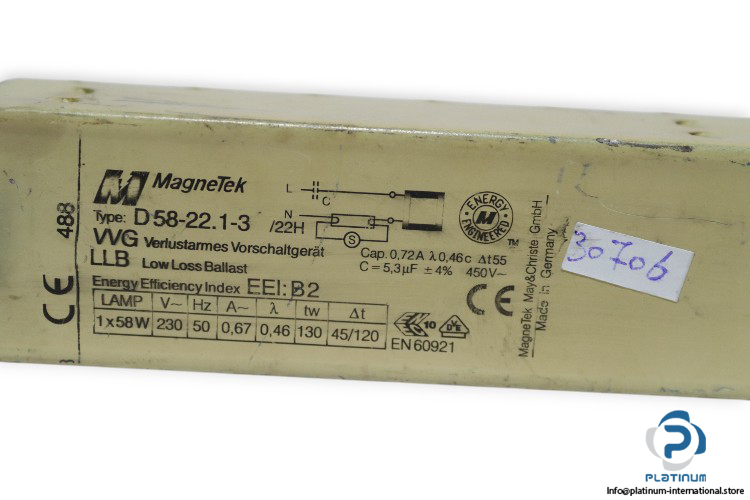 488
MagneTek
Type: D 58-22.1-3
VVG Verlustarmes Vorschaltgerät
LLB Low Loss Ballast
Energy Efficiency Index EEI: B2
LAMP V~ Hz A~ λ tw Δt
1x58W 230 50 0,67 0,46 130 45/120
L
C
N
/22H
S
ENERGY ENGINEERED
M
TM
Cap. 0,72A λ 0,46c Δt55
C = 5,3µF ± 4% 450V~
CE
10
EN 60921
MagneTek May&Christe GmbH
Made in Germany
30706
CE
PLATINUM
Info@platinum-international.store